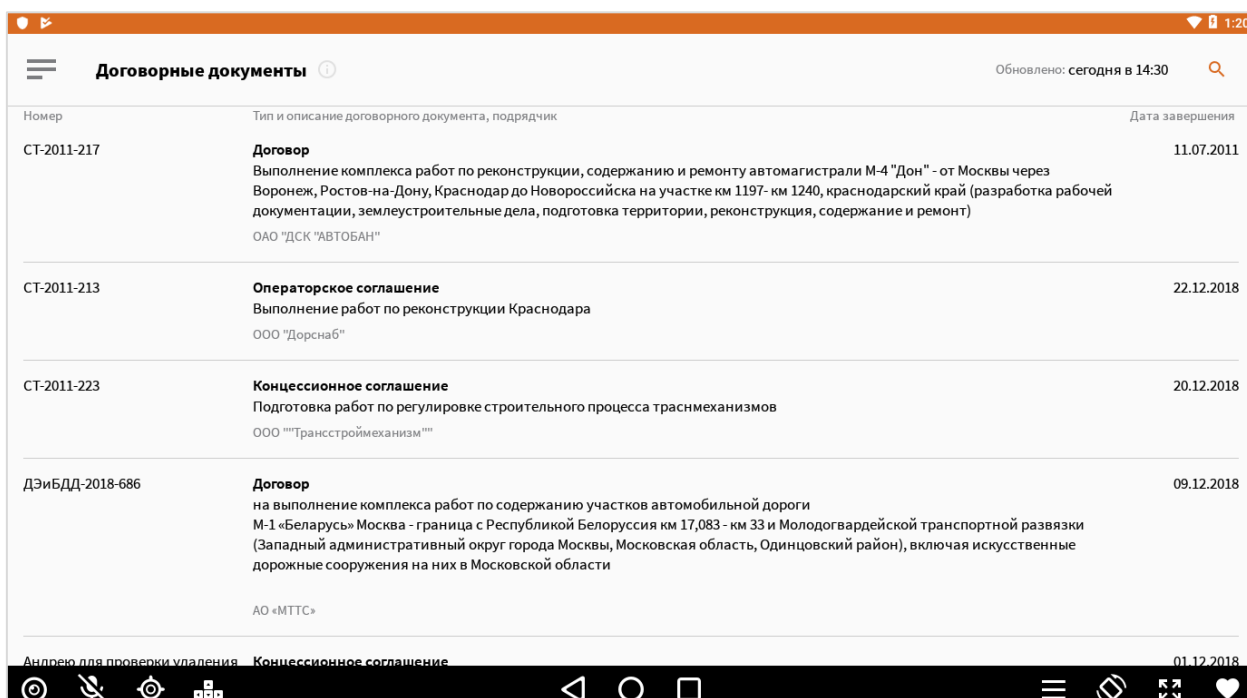 1:20
Договорные документы
Обновлено: сегодня в 14:30
Номер Тип и описание договорного документа, подрядчик Дата завершения
СТ-2011-217 Договор 11.07.2011
Выполнение комплекса работ по реконструкции, содержанию и ремонту автомагистрали М-4 "Дон" - от Москвы через
Воронеж, Ростов-на-Дону, Краснодар до Новороссийска на участке км 1197- км 1240, краснодарский край (разработка рабочей
документации, землеустроительные дела, подготовка территории, реконструкция, содержание и ремонт)
ОАО "ДСК "АВТОБАН"
СТ-2011-213 Операторское соглашение 22.12.2018
Выполнение работ по реконструкции Краснодара
ООО "Дорснаб"
СТ-2011-223 Концессионное соглашение 20.12.2018
Подготовка работ по регулировке строительного процесса траснмеханизмов
ООО ""Трансстроймеханизм""
ДЭиБДД-2018-686 Договор 09.12.2018
на выполнение комплекса работ по содержанию участков автомобильной дороги
М-1 «Беларусь» Москва - граница с Республикой Белоруссия км 17,083 - км 33 и Молодогвардейской транспортной развязки
(Западный административный округ города Москвы, Московская область, Одинцовский район), включая искусственные
дорожные сооружения на них в Московской области
АО «МТТС»
Андрею для проверки удаления Концессионное соглашение 01.12.2018